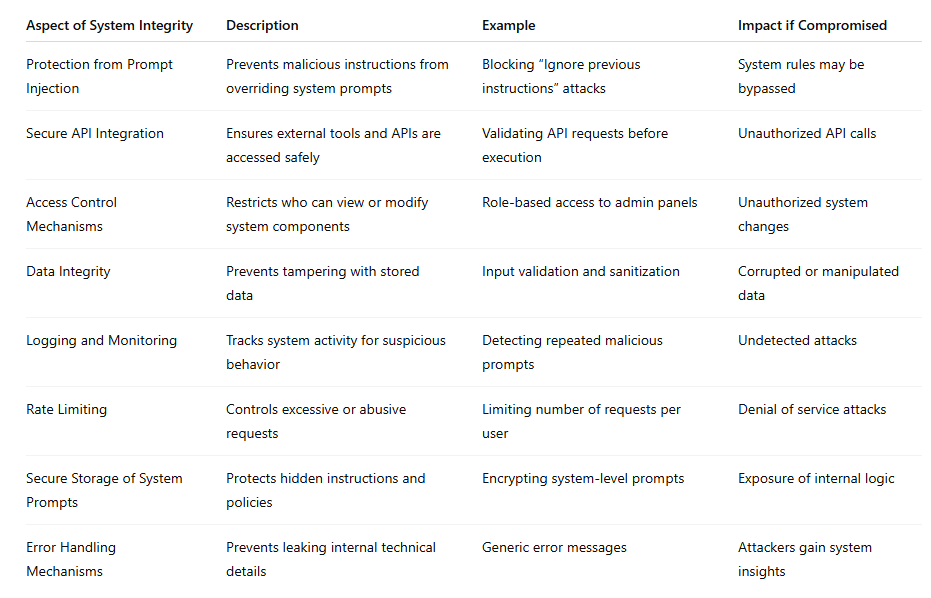 Aspect of System Integrity Description Example Impact if Compromised
Protection from Prompt Prevents malicious instructions from Blocking “Ignore previous System rules may be
Injection overriding system prompts instructions” attacks bypassed
Secure API Integration Ensures external tools and APIs are Validating API requests before Unauthorized API calls
accessed safely execution
Access Control Restricts who can view or modify Role-based access to admin panels Unauthorized system
Mechanisms system components changes
Data Integrity Prevents tampering with stored Input validation and sanitization Corrupted or manipulated
data data
Logging and Monitoring Tracks system activity for suspicious Detecting repeated malicious Undetected attacks
behavior prompts
Rate Limiting Controls excessive or abusive Limiting number of requests per Denial of service attacks
requests user
Secure Storage of System Protects hidden instructions and Encrypting system-level prompts Exposure of internal logic
Prompts policies
Error Handling Prevents leaking internal technical Generic error messages Attackers gain system
Mechanisms details insights